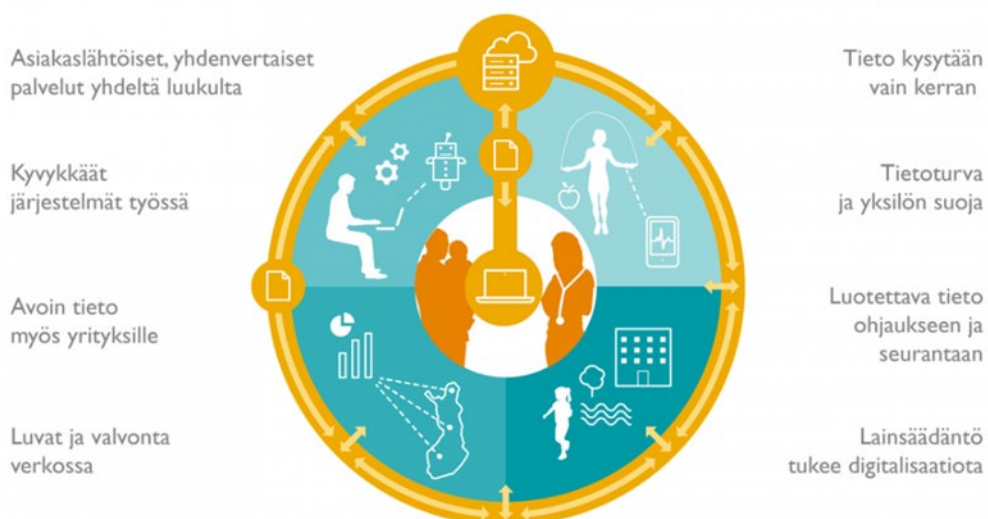 Asiakaslähtöiset, yhdenvertaiset
palvelut yhdeltä luukulta
Kyvykkäät
järjestelmät työssä
Avoin tieto
myös yrityksille
Luvat ja valvonta
verkossa
Tieto kysytään
vain kerran
Tietoturva
ja yksilön suoja
Luotettava tieto
ohjaukseen ja
seurantaan
Lainsäädäntö
tukee digitalisaatiota